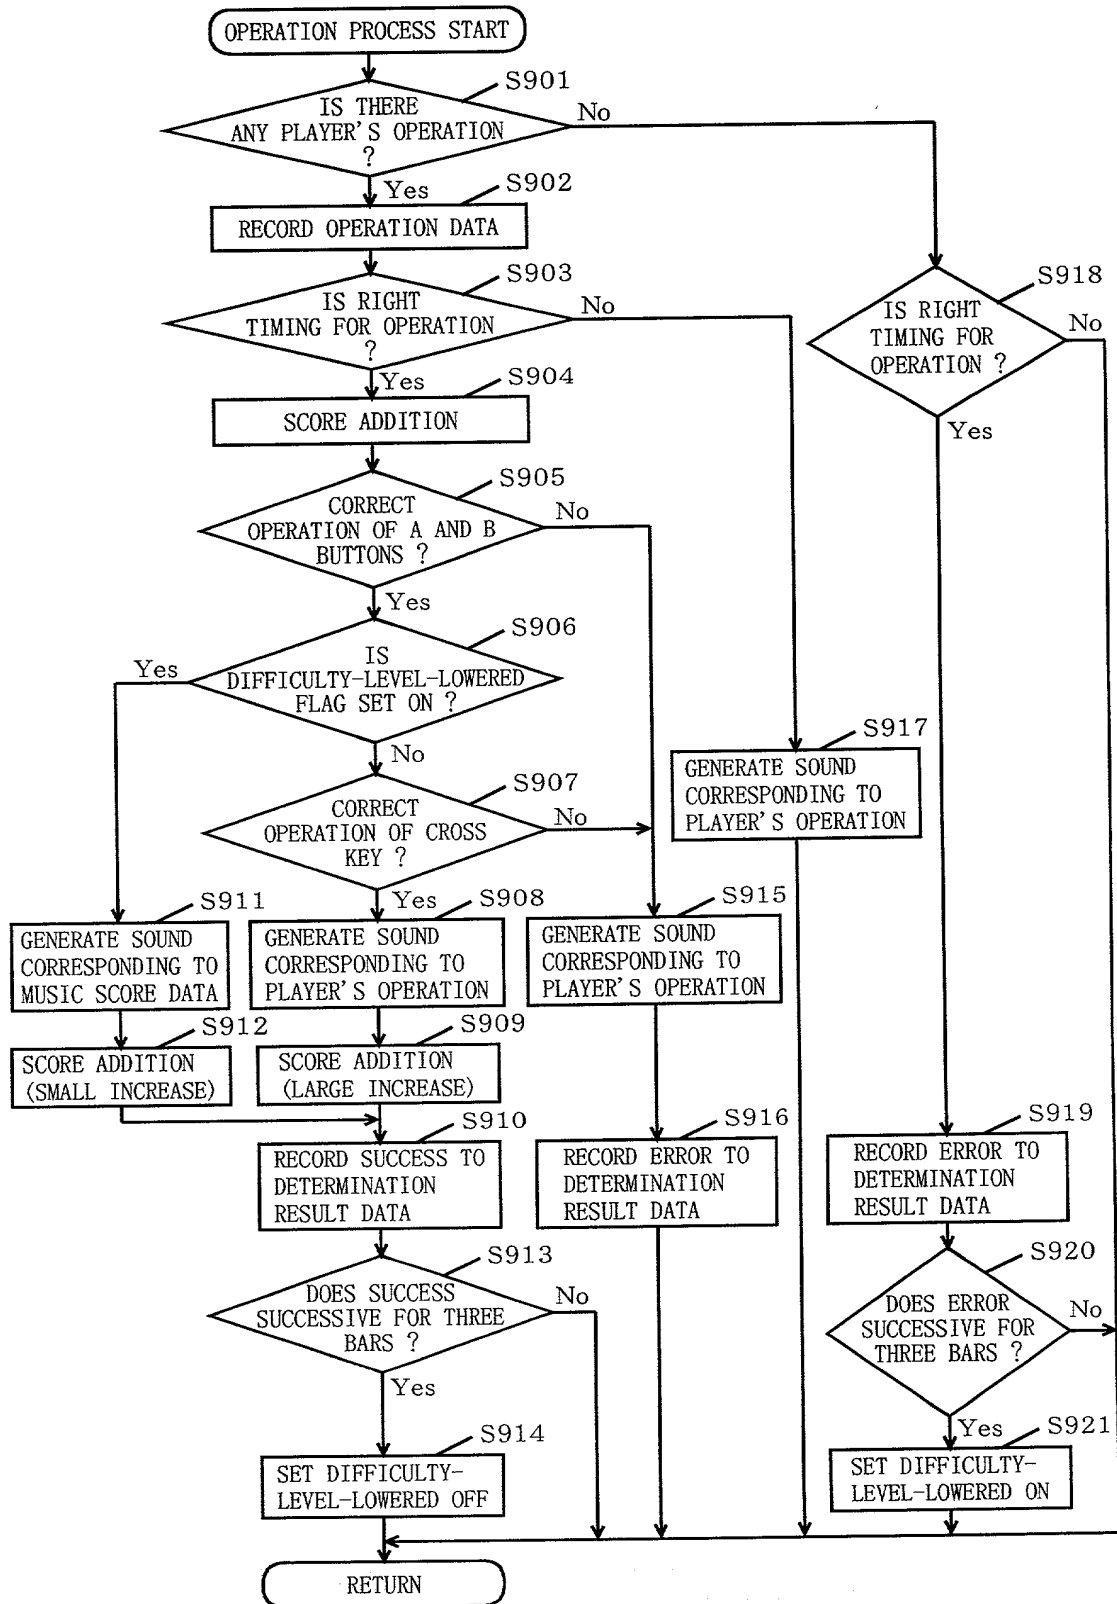 OPERATION PROCESS START
S901
IS THERE
ANY PLAYER'S OPERATION
?
No
Yes
S902
RECORD OPERATION DATA
S903
IS RIGHT
TIMING FOR OPERATION
?
No
Yes
S918
IS RIGHT
TIMING FOR
OPERATION ?
No
Yes
S904
SCORE ADDITION
S905
CORRECT
OPERATION OF A AND B
BUTTONS ?
No
Yes
S906
IS
DIFFICULTY-LEVEL-LOWERED
FLAG SET ON ?
Yes
No
S907
CORRECT
OPERATION OF CROSS
KEY ?
No
Yes
S917
GENERATE SOUND
CORRESPONDING TO
PLAYER'S OPERATION
S911
GENERATE SOUND
CORRESPONDING TO
MUSIC SCORE DATA
S908
GENERATE SOUND
CORRESPONDING TO
PLAYER'S OPERATION
S915
GENERATE SOUND
CORRESPONDING TO
PLAYER'S OPERATION
S912
SCORE ADDITION
(SMALL INCREASE)
S909
SCORE ADDITION
(LARGE INCREASE)
S910
RECORD SUCCESS TO
DETERMINATION
RESULT DATA
S916
RECORD ERROR TO
DETERMINATION
RESULT DATA
S919
RECORD ERROR TO
DETERMINATION
RESULT DATA
S913
DOES SUCCESS
SUCCESSIVE FOR THREE
BARS ?
No
Yes
S920
DOES ERROR
SUCCESSIVE FOR
THREE BARS ?
No
Yes
S914
SET DIFFICULTY-
LEVEL-LOWERED OFF
S921
SET DIFFICULTY-
LEVEL-LOWERED ON
RETURN